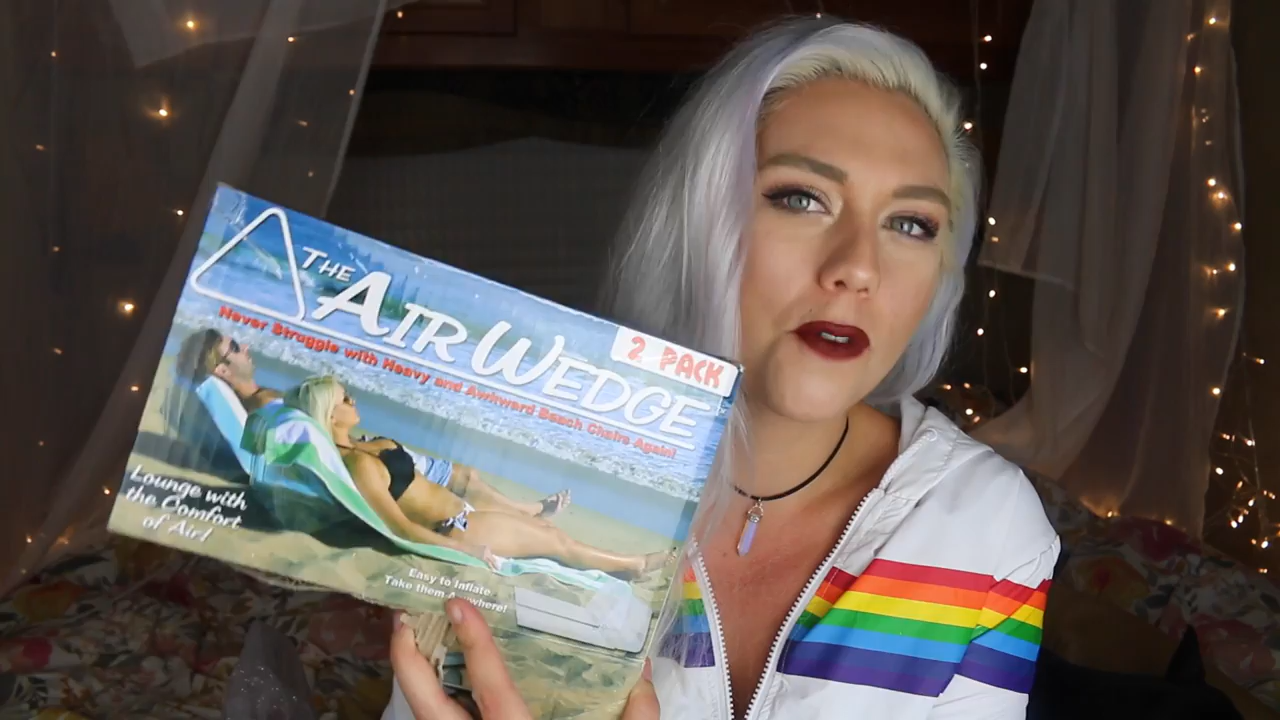 THE
AIR WEDGE
2 PACK
Never Struggle with Heavy and Awkward Beach Chairs Again!
Lounge with
the Comfort
of Air!
Easy to Inflate
Take them Anywhere!